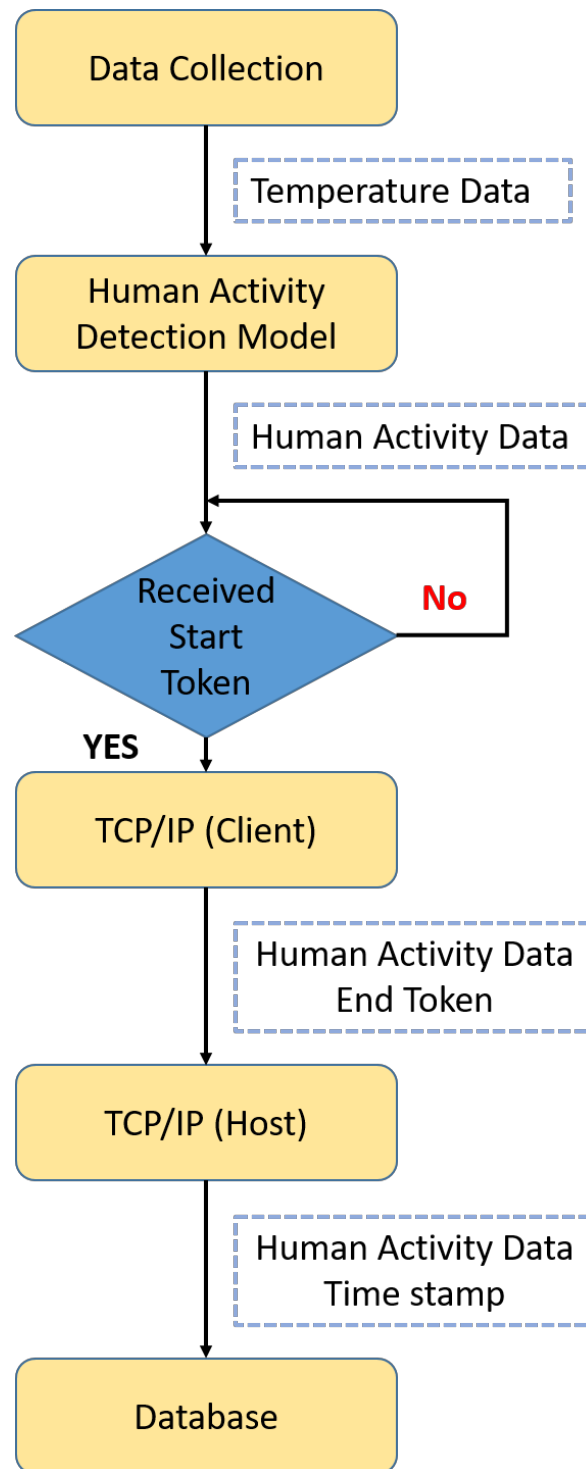 Data Collection
Temperature Data
Human Activity
Detection Model
Human Activity Data
Received
Start
Token
No
YES
TCP/IP (Client)
Human Activity Data
End Token
TCP/IP (Host)
Human Activity Data
Time stamp
Database